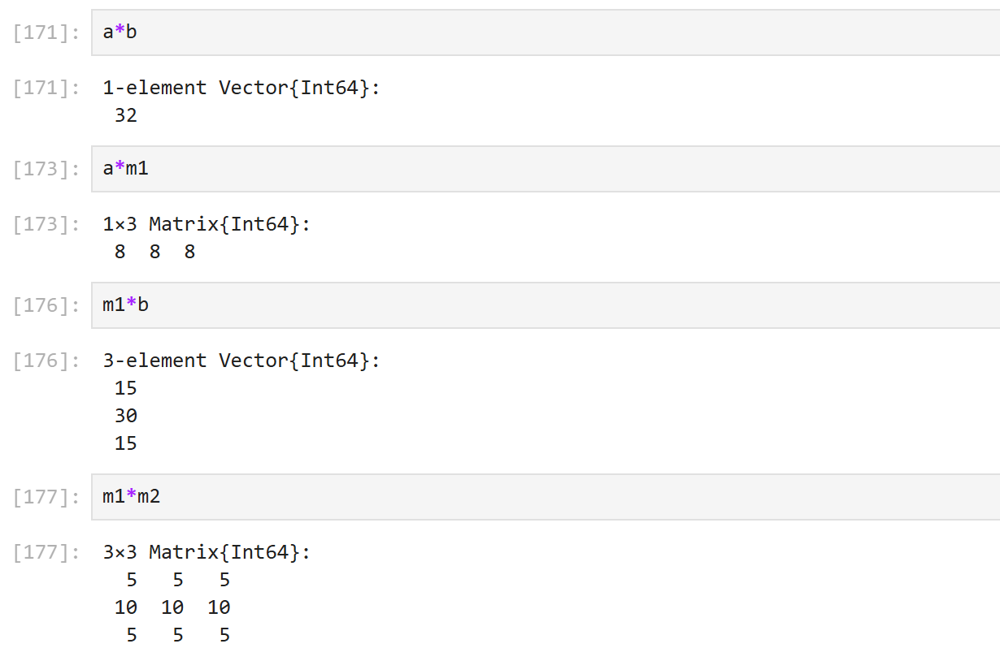 [171]: a*b
[171]: 1-element Vector{Int64}:
32
[173]: a*m1
[173]: 1×3 Matrix{Int64}:
8 8 8
[176]: m1*b
[176]: 3-element Vector{Int64}:
15
30
15
[177]: m1*m2
[177]: 3×3 Matrix{Int64}:
5 5 5
10 10 10
5 5 5